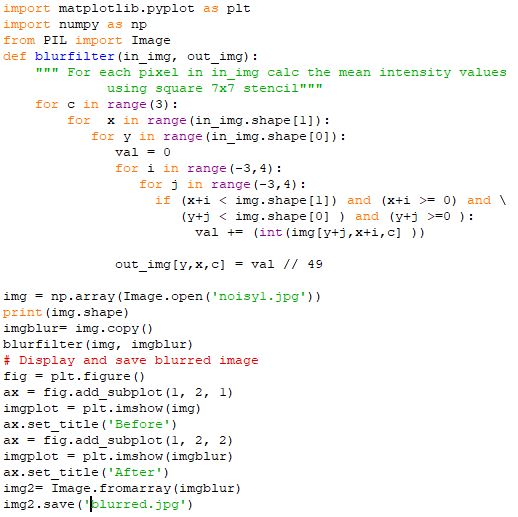 import matplotlib.pyplot as plt
import numpy as np
from PIL import Image
def blurfilter(in_img, out_img):
    """ For each pixel in in_img calc the mean intensity values
             using square 7x7 stencil"""
    for c in range(3):
        for  x in range(in_img.shape[1]):
           for y in range(in_img.shape[0]):
              val = 0
              for i in range(-3,4):
                 for j in range(-3,4):
                   if (x+i < img.shape[1]) and (x+i >= 0) and \
                      (y+j < img.shape[0] ) and (y+j >=0 ):
                        val += (int(img[y+j,x+i,c] ))

              out_img[y,x,c] = val // 49

img = np.array(Image.open('noisy1.jpg'))
print(img.shape)
imgblur= img.copy()
blurfilter(img, imgblur)
# Display and save blurred image
fig = plt.figure()
ax = fig.add_subplot(1, 2, 1)
imgplot = plt.imshow(img)
ax.set_title('Before')
ax = fig.add_subplot(1, 2, 2)
imgplot = plt.imshow(imgblur)
ax.set_title('After')
img2= Image.fromarray(imgblur)
img2.save('blurred.jpg')